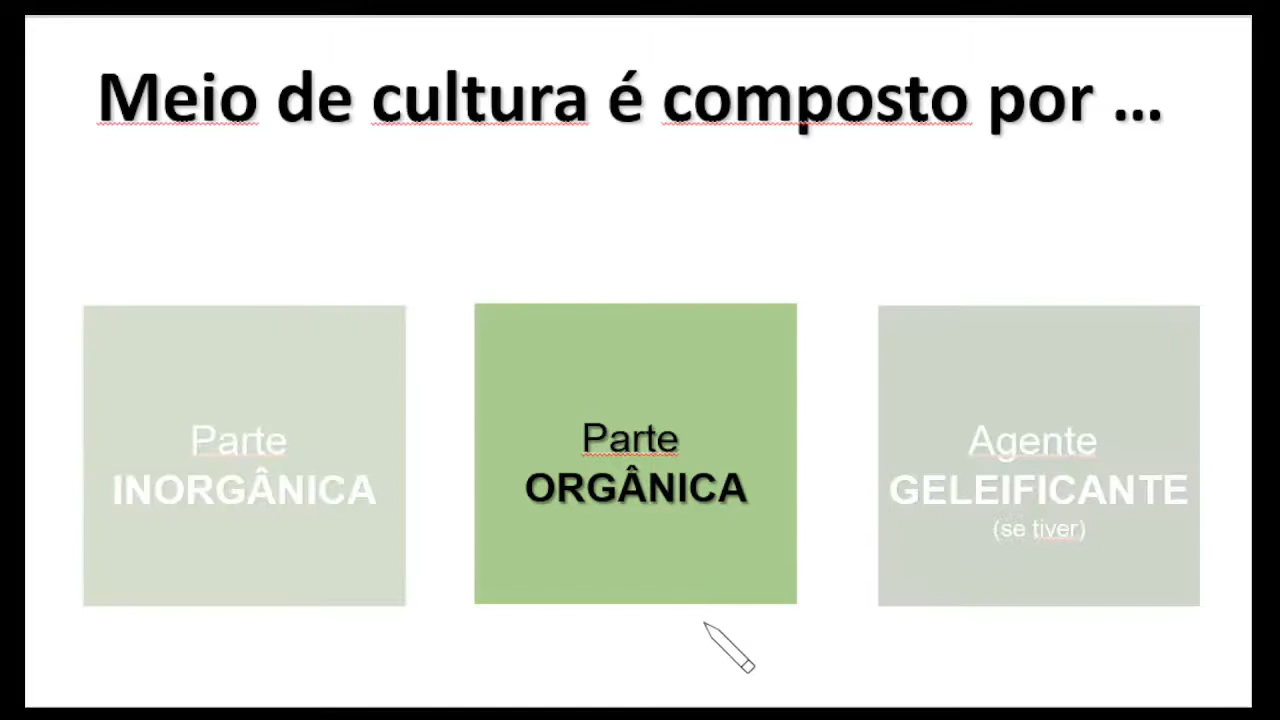 Meio de cultura é composto por ...
Parte
INORGÂNICA
Parte
ORGÂNICA
Agente
GELEIFICANTE
(se tiver)